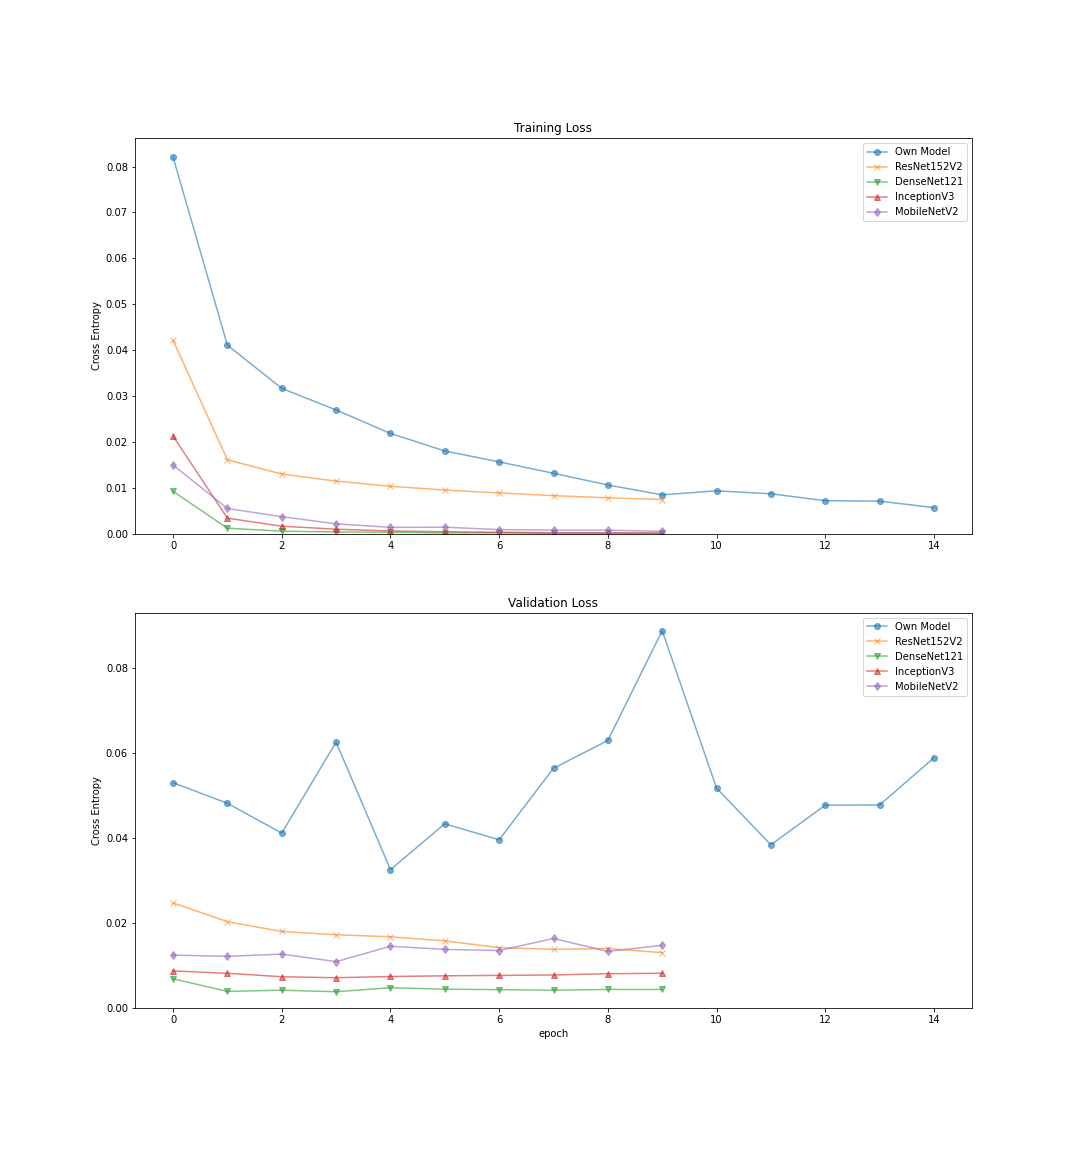 Training Loss
Cross Entropy
0.08
0.07
0.06
0.05
0.04
0.03
0.02
0.01
0.00
0 2 4 6 8 10 12 14
Own Model
ResNet152V2
DenseNet121
InceptionV3
MobileNetV2
Validation Loss
Cross Entropy
0.08
0.06
0.04
0.02
0.00
0 2 4 6 8 10 12 14
epoch
Own Model
ResNet152V2
DenseNet121
InceptionV3
MobileNetV2